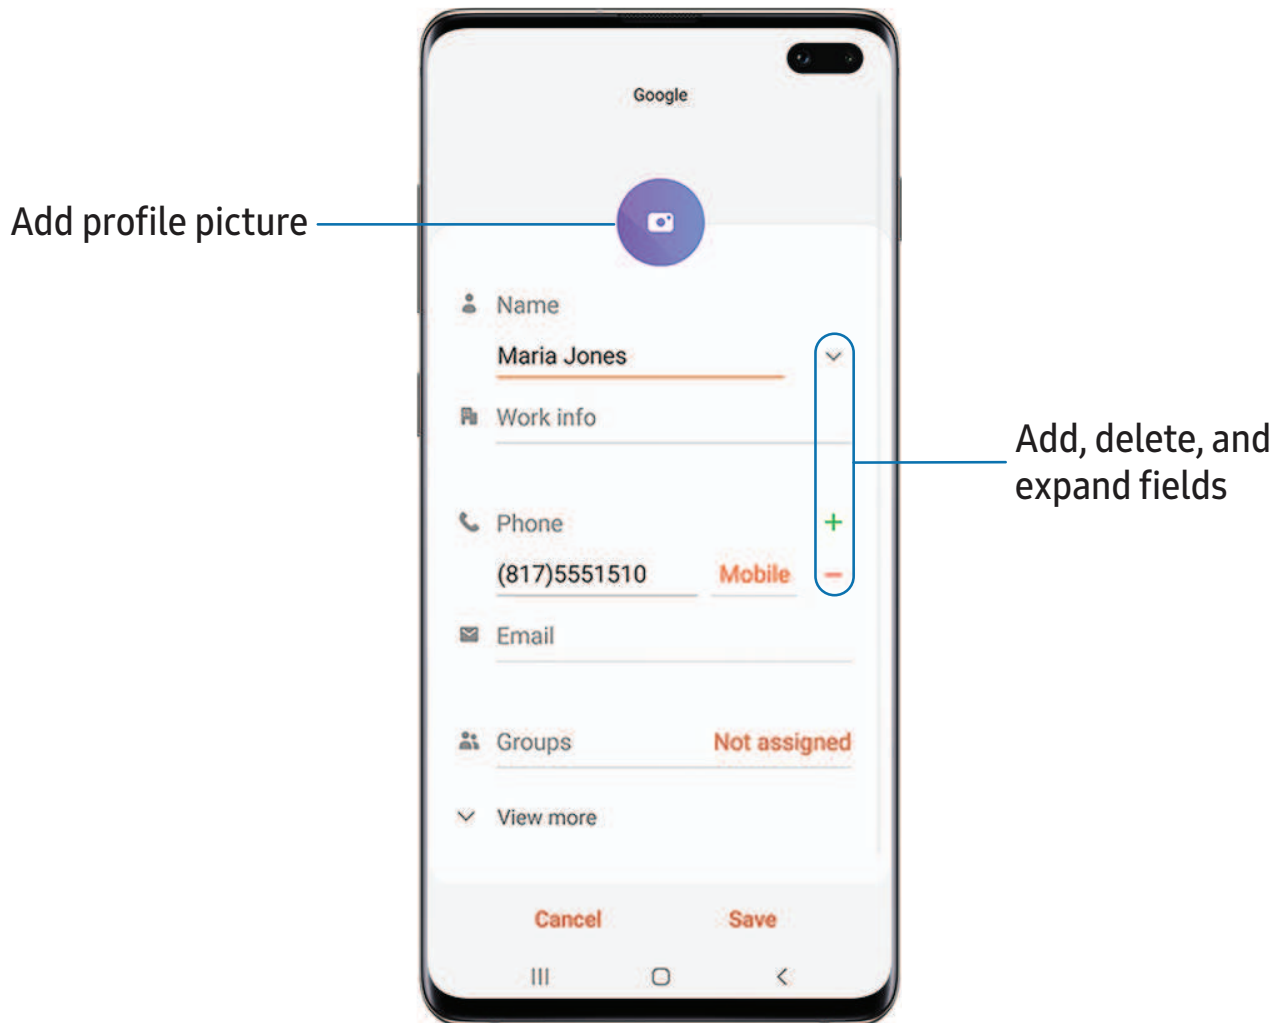 Google
Add profile picture
Name
Maria Jones
Work info
Add, delete, and
expand fields
Phone
(817)5551510 Mobile
Email
Groups Not assigned
View more
Cancel Save